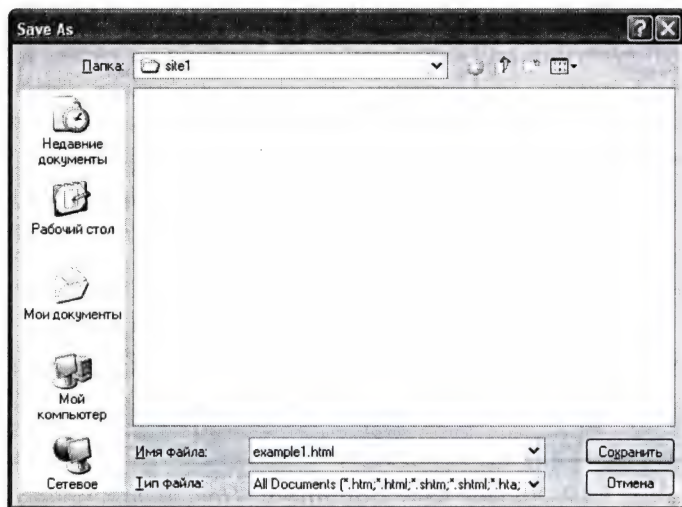 Save As
Папка: site1
Недавние
документы
Рабочий стол
Мои документы
Мой
компьютер
Сетевое
Имя файла: example1.html Сохранить
Тип файла: All Documents (*.htm;*.html;*.shtm;*.shtml;*.hta; Отмена